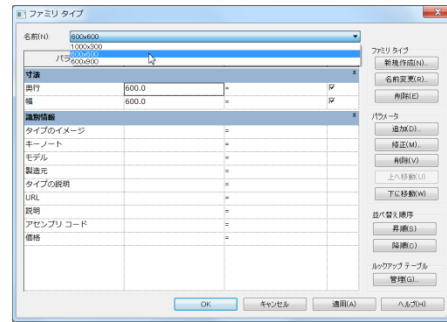 ファミリ タイプ
名前(N):
600x600
1000x300
600x600
600x900
パラ
ファミリ タイプ
新規作成(N)...
名前変更(R)...
削除(E)
寸法
奥行 600.0 =
幅 600.0 =
識別情報
タイプのイメージ =
キーノート =
モデル =
製造元 =
タイプの説明 =
URL =
説明 =
アセンブリ コード =
価格 =
パラメータ
追加(D)...
修正(M)...
削除(V)
上へ移動(U)
下に移動(W)
並べ替え順序
昇順(S)
降順(O)
ルックアップ テーブル
管理(G)...
OK キャンセル 適用(A) ヘルプ(H)